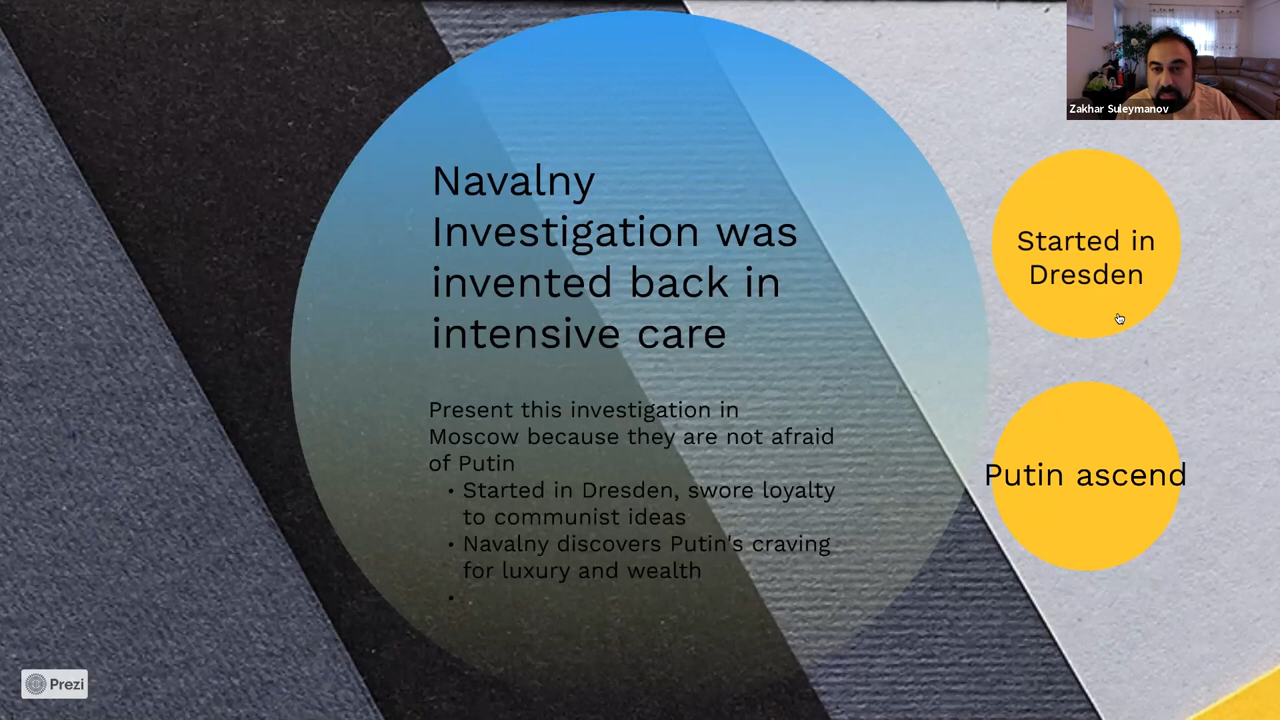 Zakhar Suleymanov
Navalny
Investigation was
invented back in
intensive care
Present this investigation in
Moscow because they are not afraid
of Putin
• Started in Dresden, swore loyalty
to communist ideas
• Navalny discovers Putin's craving
for luxury and wealth
•
Started in
Dresden
Putin ascend
Prezi